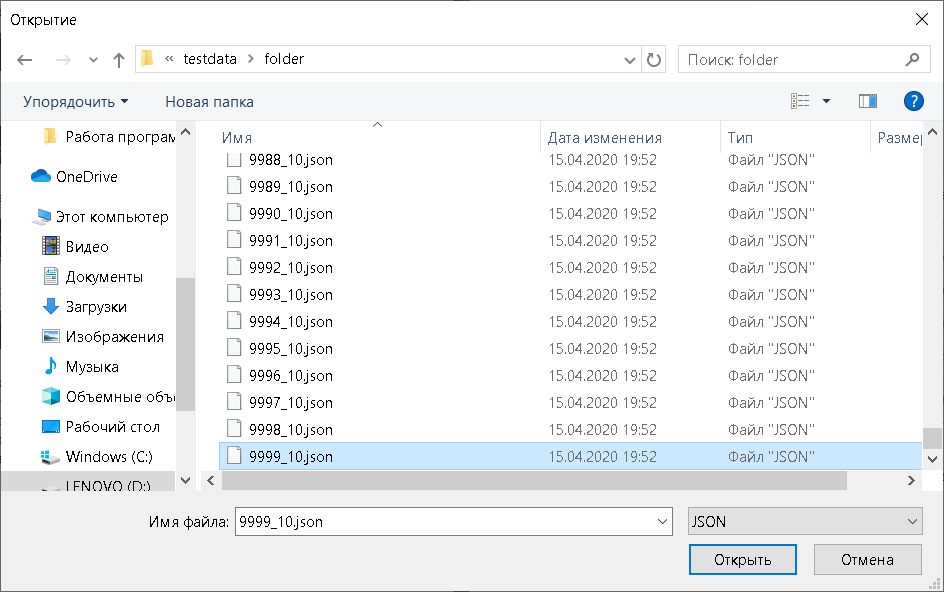 Открытие
« testdata > folder
Поиск: folder
Упорядочить
Новая папка
?
Работа програм
OneDrive
Этот компьютер
Видео
Документы
Загрузки
Изображения
Музыка
Объемные объ
Рабочий стол
Windows (C:)
LENOVO (D:)
Имя Дата изменения Тип Размер
9988_10.json 15.04.2020 19:52 Файл "JSON"
9989_10.json 15.04.2020 19:52 Файл "JSON"
9990_10.json 15.04.2020 19:52 Файл "JSON"
9991_10.json 15.04.2020 19:52 Файл "JSON"
9992_10.json 15.04.2020 19:52 Файл "JSON"
9993_10.json 15.04.2020 19:52 Файл "JSON"
9994_10.json 15.04.2020 19:52 Файл "JSON"
9995_10.json 15.04.2020 19:52 Файл "JSON"
9996_10.json 15.04.2020 19:52 Файл "JSON"
9997_10.json 15.04.2020 19:52 Файл "JSON"
9998_10.json 15.04.2020 19:52 Файл "JSON"
9999_10.json 15.04.2020 19:52 Файл "JSON"
Имя файла: 9999_10.json
JSON
Открыть
Отмена